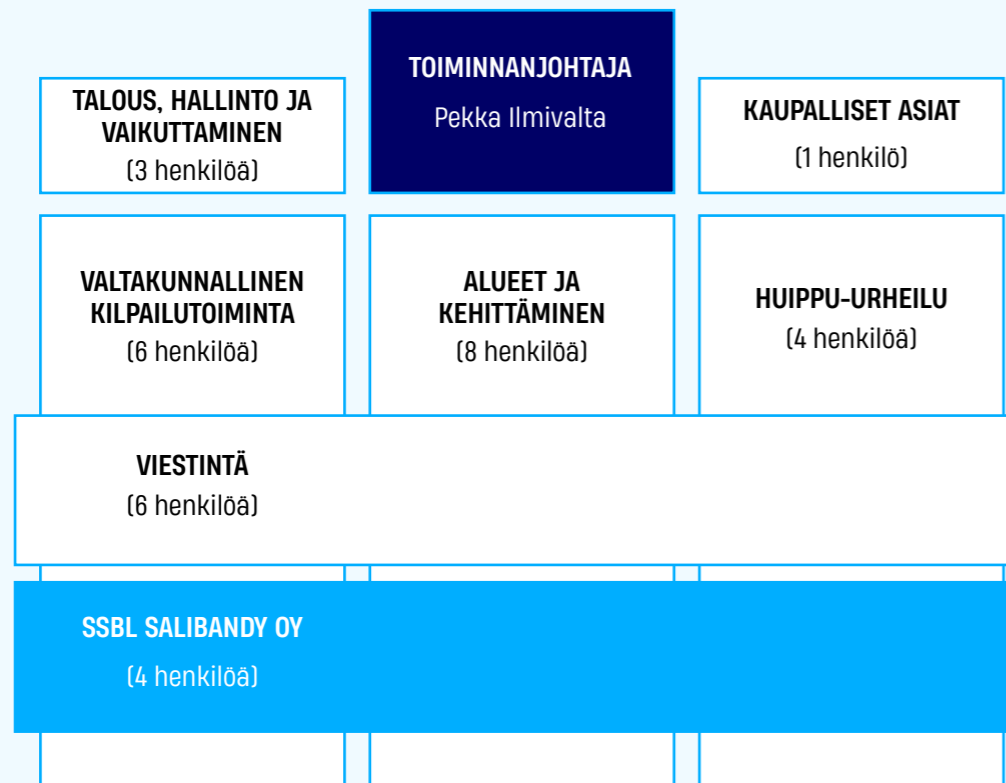 TOIMINNANJOHTAJA
Pekka Ilmivalta
TALOUS, HALLINTO JA
VAIKUTTAMINEN
(3 henkilöä)
KAUPALLISET ASIAT
(1 henkilö)
VALTAKUNNALLINEN
KILPAILUTOIMINTA
(6 henkilöä)
ALUEET JA
KEHITTÄMINEN
(8 henkilöä)
HUIPPU-URHEILU
(4 henkilöä)
VIESTINTÄ
(6 henkilöä)
SSBL SALIBANDY OY
(4 henkilöä)